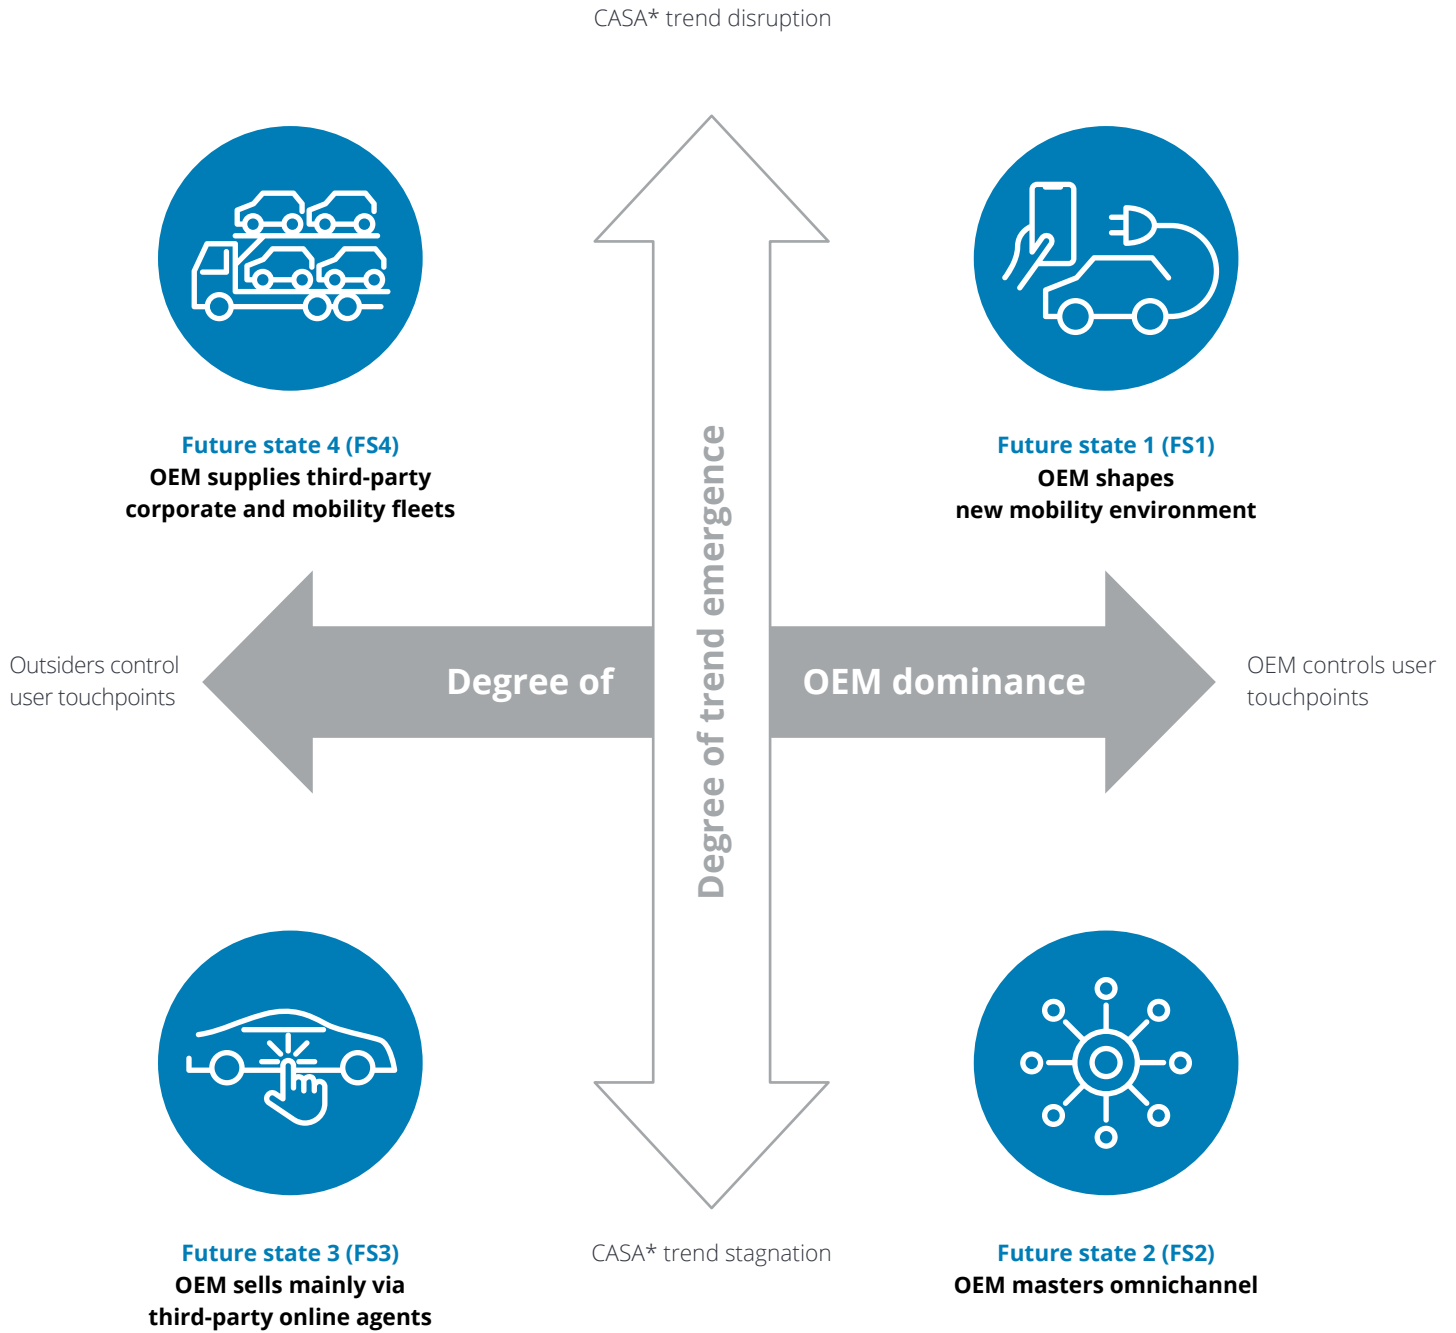 CASA* trend disruption
Future state 4 (FS4)
OEM supplies third-party
corporate and mobility fleets
Future state 1 (FS1)
OEM shapes
new mobility environment
Outsiders control
user touchpoints
Degree of
OEM dominance
Degree of trend emergence
OEM controls user
touchpoints
Future state 3 (FS3)
OEM sells mainly via
third-party online agents
CASA* trend stagnation
Future state 2 (FS2)
OEM masters omnichannel